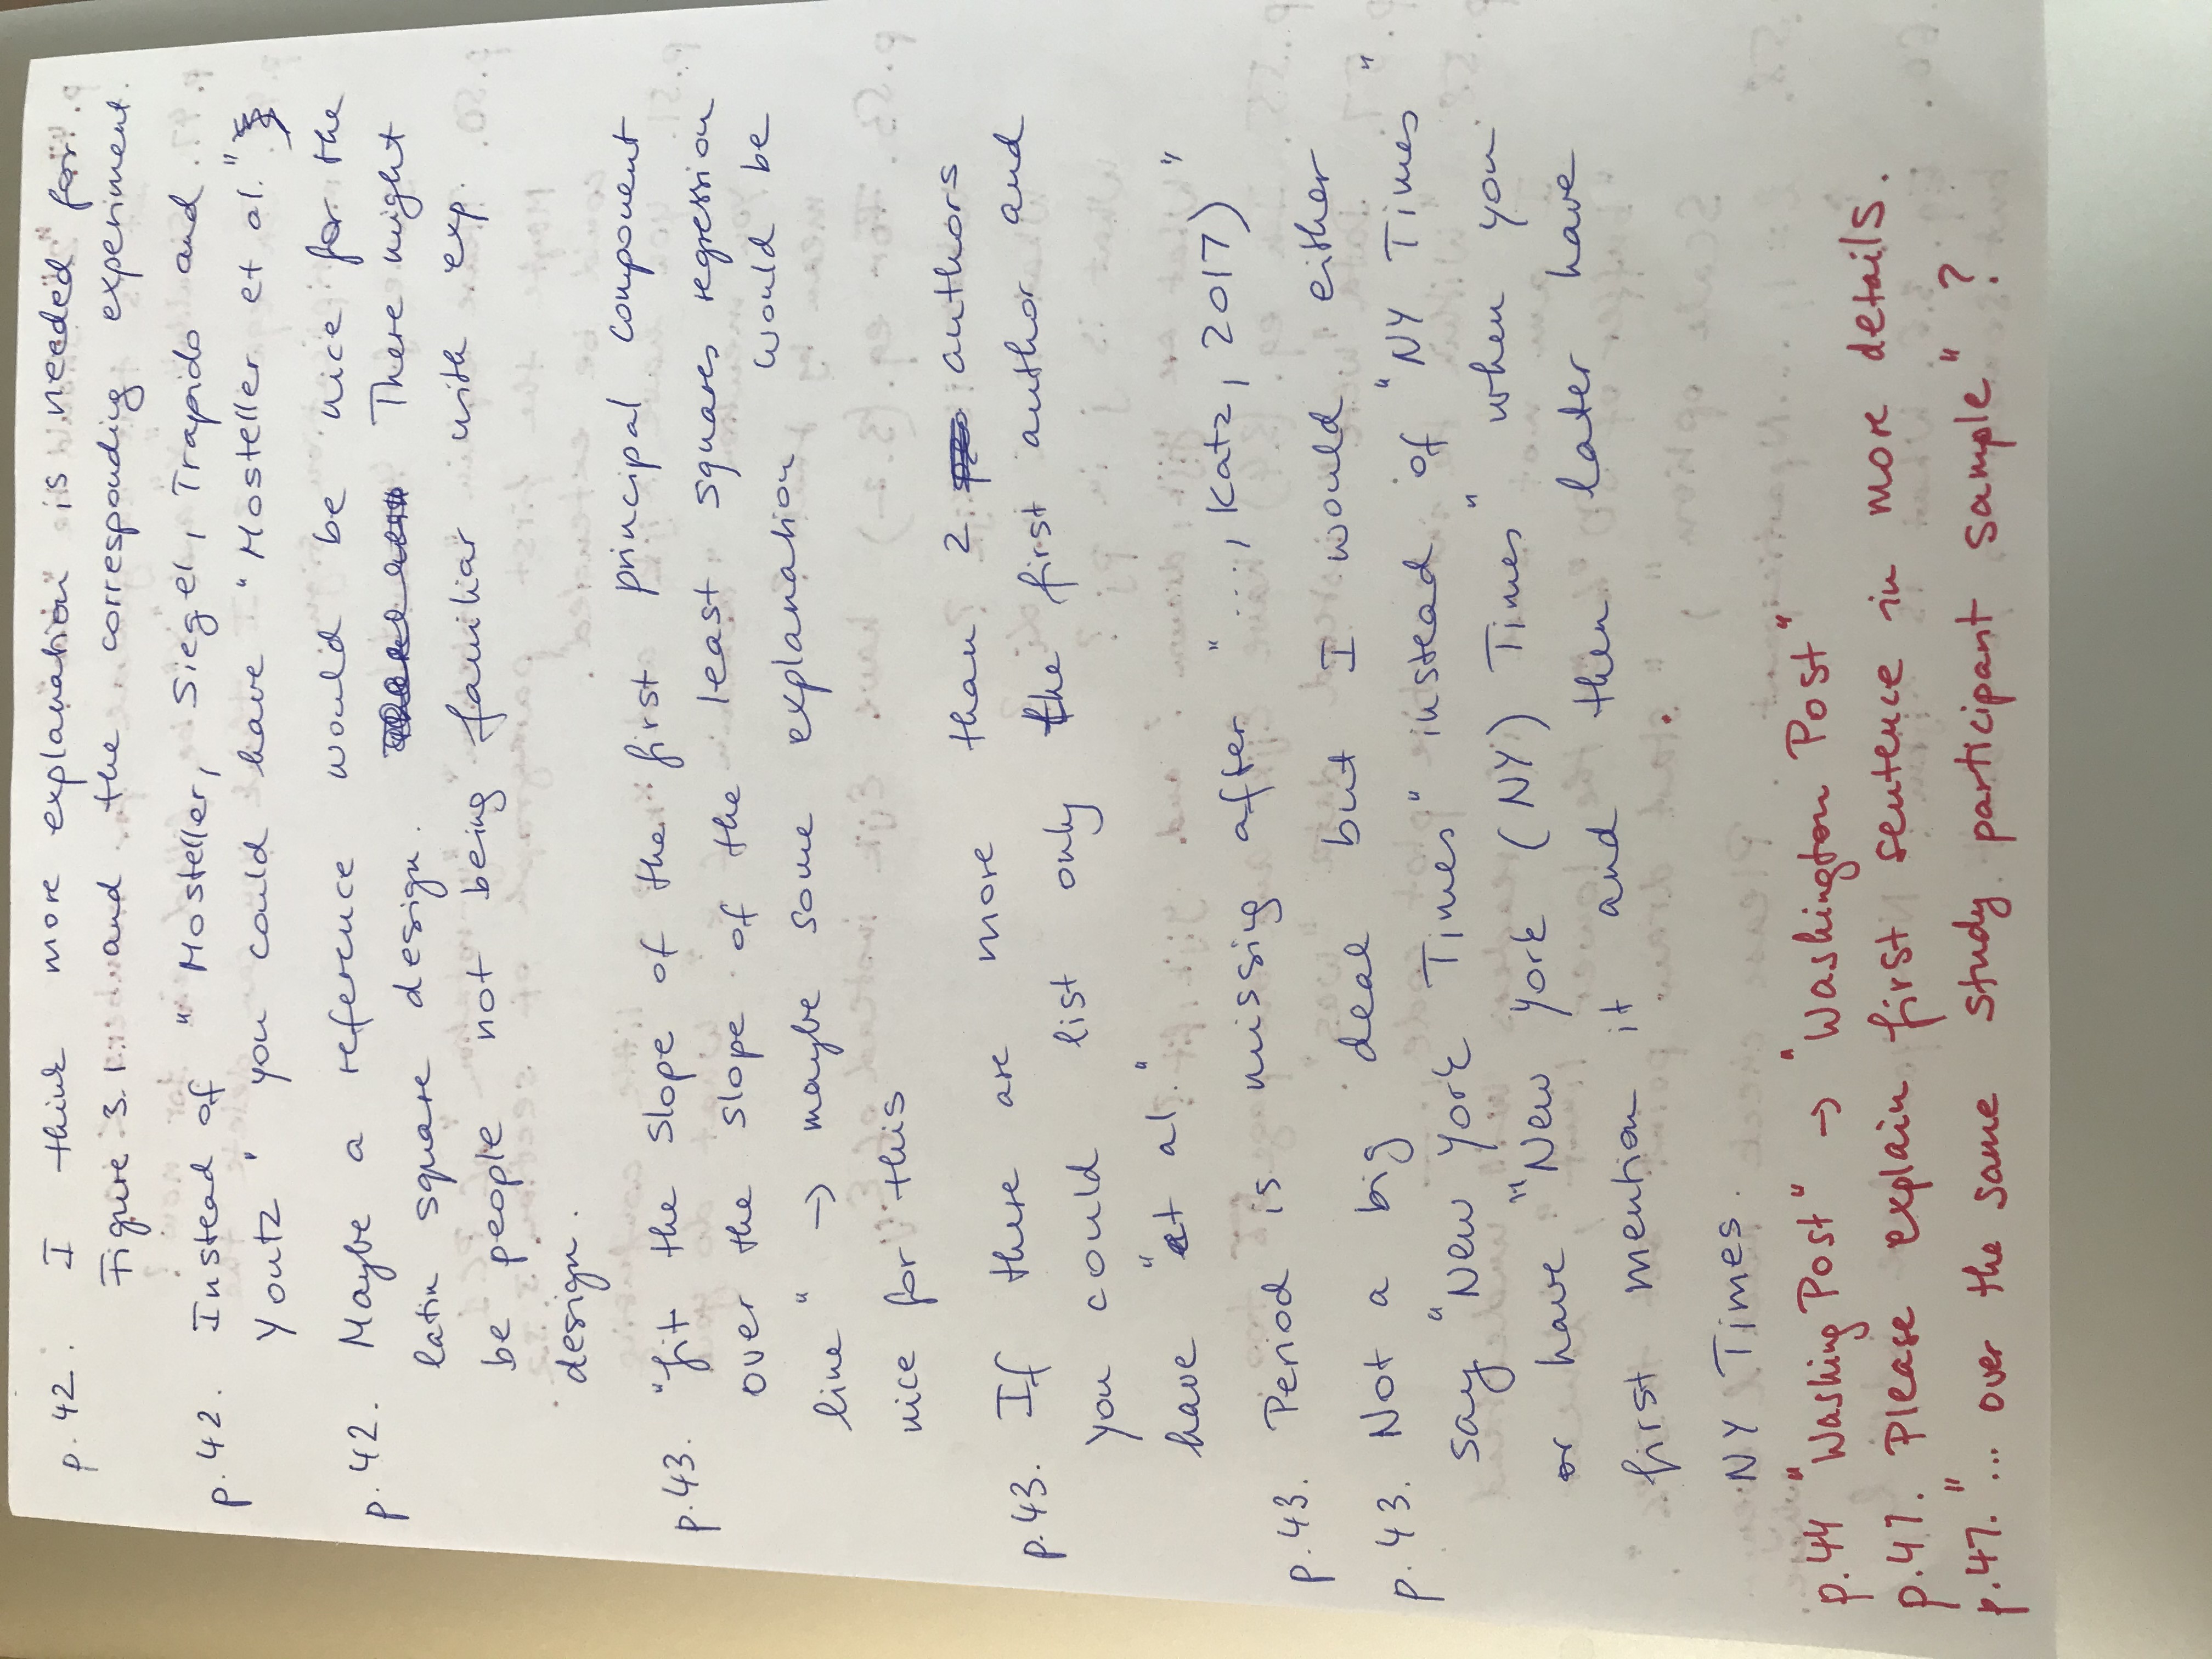 p.42. I think more explanation is needed for
Figure 3.1. and the corresponding experiment.
p.42. Instead of "Mosteller, Siegel, Trapido and
Youtz" you could have "Mosteller et al."
p.42. Maybe a reference would be nice for the
latin square design. There might
be people not being familiar with exp.
design.
p.43. "fit the slope of the first principal component
over the slope of the least squares regression
line" → maybe some explanation would be
nice for this
p.43. If there are more than 2 authors
you could list only the first author and
have "et al."
p.43. Period is missing after "..., Katz, 2017)"
p.43. Not a big deal but I would either
say "New York Times" instead of "NY Times"
or have "New York (NY) Times" when you
first mention it and then later have
NY Times.
p.44 "Washing Post" → "Washington Post"
p.47. Please explain first sentence in more details.
p.47. "... over the same study participant sample" ?